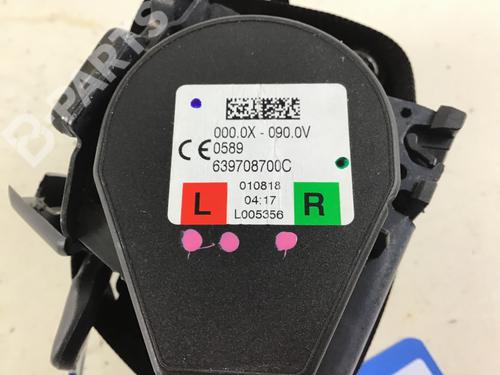 B-PARTS
000.0X - 090.0V
CE 0589
639708700C
L
010818
04:17
L005356
R